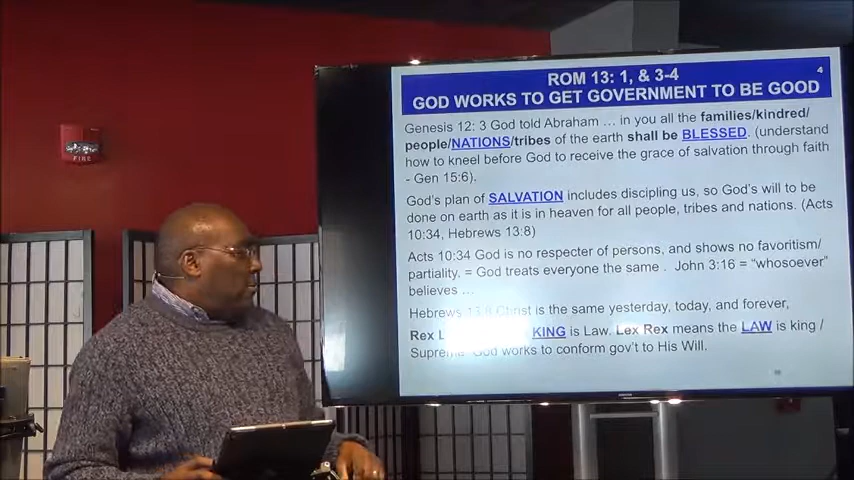 ROM 13: 1, & 3-4
4
GOD WORKS TO GET GOVERNMENT TO BE GOOD
Genesis 12: 3 God told Abraham ... in you all the families/kindred/
people/NATIONS/tribes of the earth shall be BLESSED. (understand
how to kneel before God to receive the grace of salvation through faith
- Gen 15:6).
God's plan of SALVATION includes discipling us, so God's will to be
done on earth as it is in heaven for all people, tribes and nations. (Acts
10:34, Hebrews 13:8)
Acts 10:34 God is no respecter of persons, and shows no favoritism/
partiality. = God treats everyone the same . John 3:16 = "whosoever"
believes ...
Hebrews 13:8 Christ is the same yesterday, today, and forever,
Rex KING is Law. Lex Rex means the LAW is king /
Supreme God works to conform gov't to His Will.
FIRE